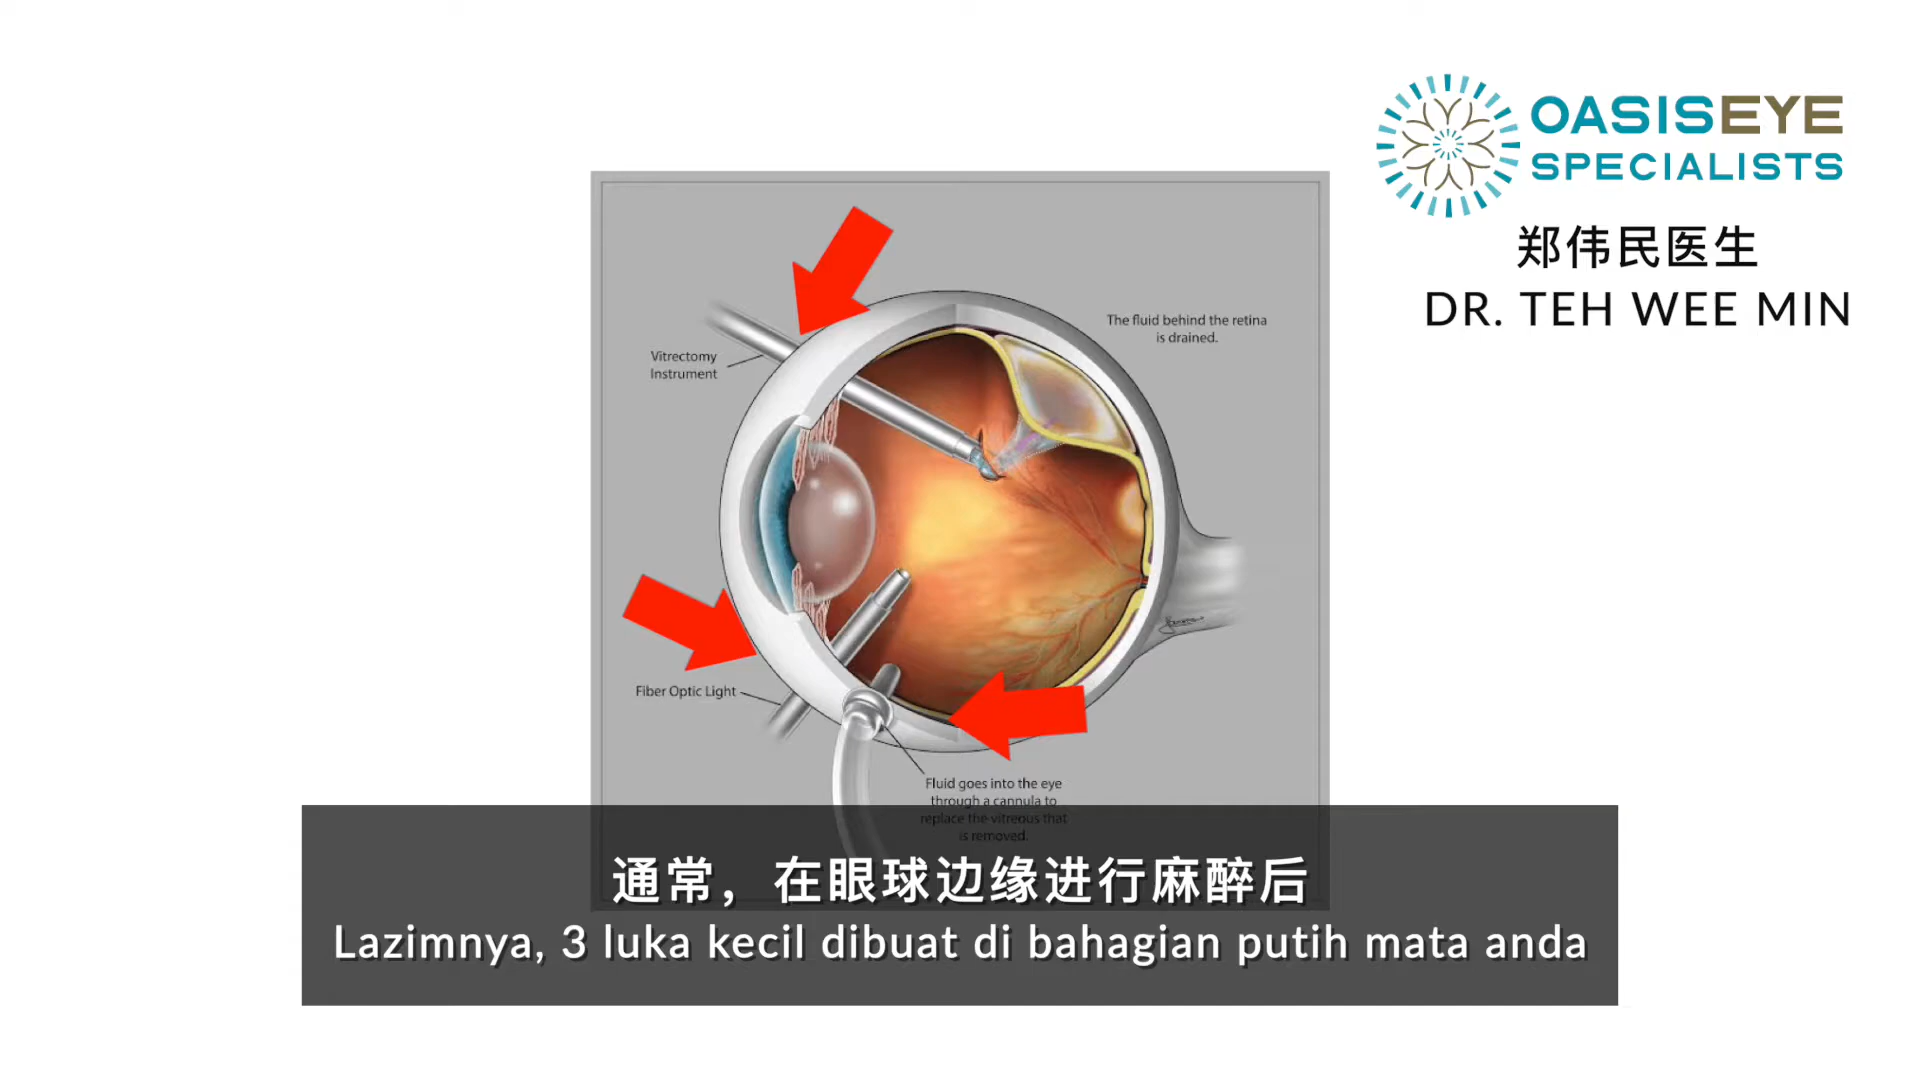 OASISEYE
SPECIALISTS
郑伟民医生
DR. TEH WEE MIN
The fluid behind the retina
is drained.
Vitrectomy
Instrument
Fiber Optic Light
Fluid goes into the eye
through a cannula to
replace the vitreous that
is removed.
通常，在眼球边缘进行麻醉后
Lazimnya, 3 luka kecil dibuat di bahagian putih mata anda